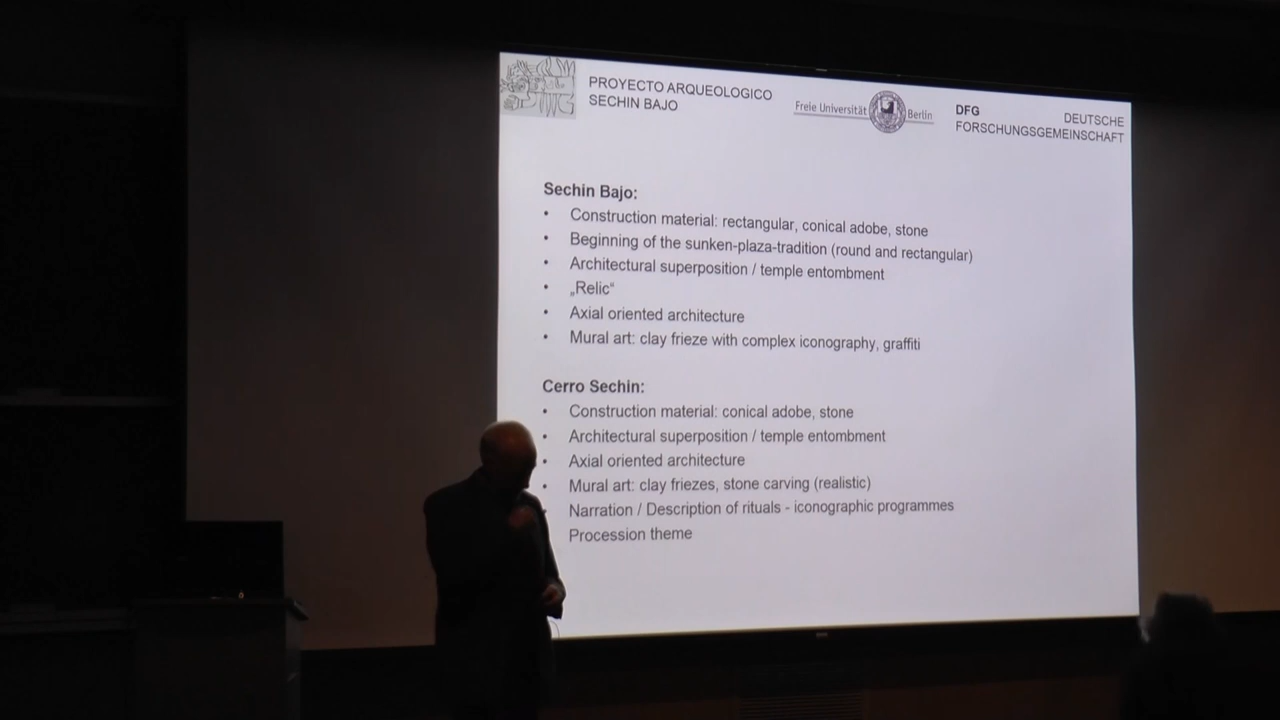 PROYECTO ARQUEOLOGICO
SECHIN BAJO
Freie Universität Berlin
DFG DEUTSCHE
FORSCHUNGSGEMEINSCHAFT
Sechin Bajo:
• Construction material: rectangular, conical adobe, stone
• Beginning of the sunken-plaza-tradition (round and rectangular)
• Architectural superposition / temple entombment
• „Relic“
• Axial oriented architecture
• Mural art: clay frieze with complex iconography, graffiti
Cerro Sechin:
• Construction material: conical adobe, stone
• Architectural superposition / temple entombment
• Axial oriented architecture
• Mural art: clay friezes, stone carving (realistic)
• Narration / Description of rituals - iconographic programmes
Procession theme